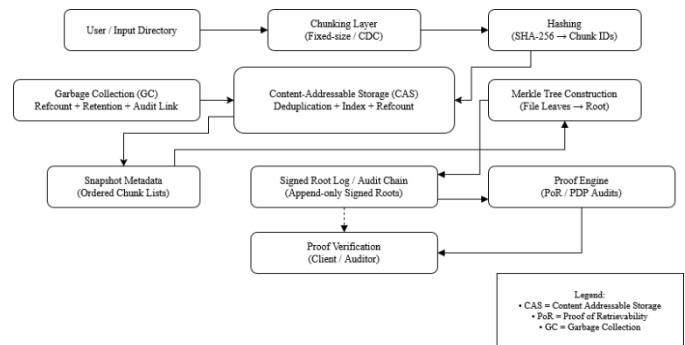 User / Input Directory
Chunking Layer
(Fixed-size / CDC)
Hashing
(SHA-256 → Chunk IDs)
Garbage Collection (GC)
Refcount + Retention + Audit Link
Content-Addressable Storage (CAS)
Deduplication + Index + Refcount
Merkle Tree Construction
(File Leaves → Root)
Snapshot Metadata
(Ordered Chunk Lists)
Signed Root Log / Audit Chain
(Append-only Signed Roots)
Proof Engine
(PoR / PDP Audits)
Proof Verification
(Client / Auditor)
Legend:
• CAS = Content Addressable Storage
• PoR = Proof of Retrievability
• GC = Garbage Collection